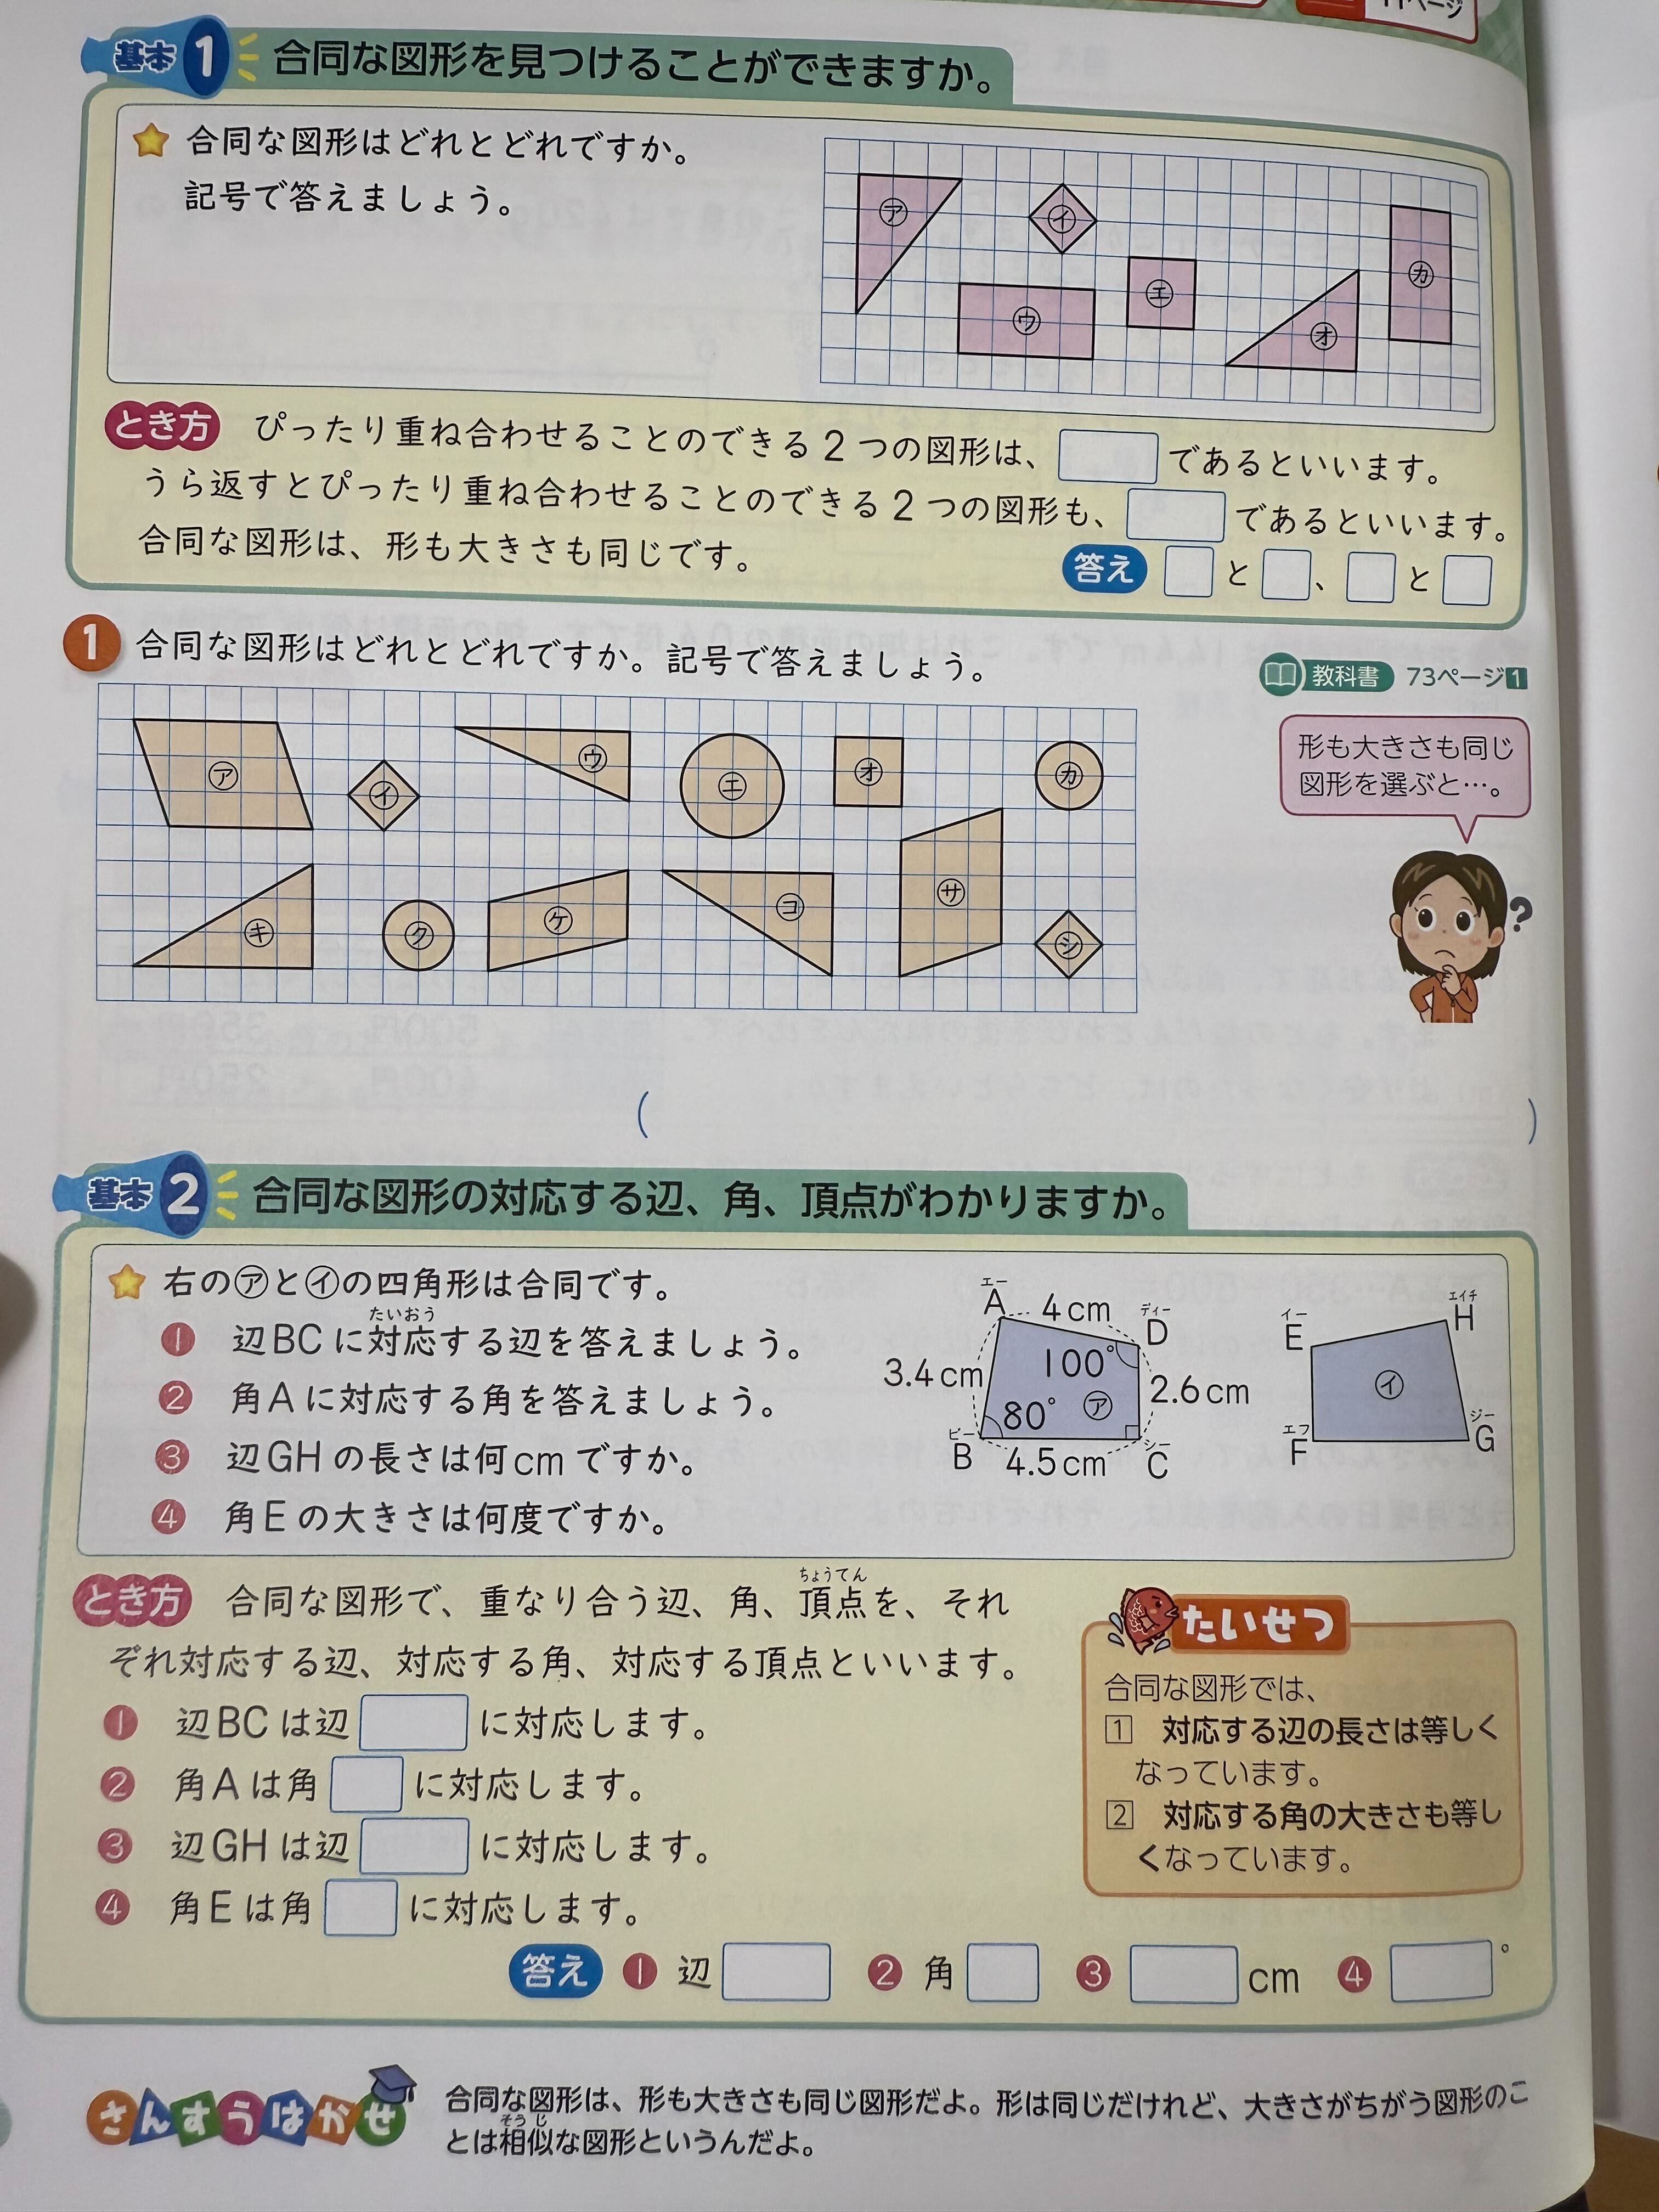 11ページ
基本1 合同な図形を見つけることができますか。
合同な図形はどれとどれですか。
記号で答えましょう。
㋐
㋑
㋒
㋓
㋔
㋕
とき方 ぴったり重ね合わせることのできる2つの図形は、 であるといいます。
うら返すとぴったり重ね合わせることのできる2つの図形も、 であるといいます。
合同な図形は、形も大きさも同じです。
答え と 、 と
1 合同な図形はどれとどれですか。記号で答えましょう。
教科書 73ページ1
形も大きさも同じ
図形を選ぶと…。
㋐
㋑
㋒
㋓
㋔
㋕
㋖
㋗
㋘
㋙
㋚
㋛
?
( )
基本2 合同な図形の対応する辺、角、頂点がわかりますか。
右の㋐と㋑の四角形は合同です。
たいおう
❶ 辺BCに対応する辺を答えましょう。
❷ 角Aに対応する角を答えましょう。
❸ 辺GHの長さは何cmですか。
❹ 角Eの大きさは何度ですか。
エー
A
4cm
ディー
D
3.4cm
100°
80°
㋐
2.6cm
ビー
B
4.5cm
シー
C
イー
E
エイチ
H
㋑
エフ
F
ジー
G
ちょうてん
とき方 合同な図形で、重なり合う辺、角、頂点を、それ
ぞれ対応する辺、対応する角、対応する頂点といいます。
❶ 辺BCは辺 に対応します。
❷ 角Aは角 に対応します。
❸ 辺GHは辺 に対応します。
❹ 角Eは角 に対応します。
たいせつ
合同な図形では、
1 対応する辺の長さは等しく
なっています。
2 対応する角の大きさも等し
くなっています。
答え ❶ 辺 ❷ 角 ❸ cm ❹ °
さんすうはかせ
合同な図形は、形も大きさも同じ図形だよ。形は同じだけれど、大きさがちがう図形のこ
そうじ
とは相似な図形というんだよ。